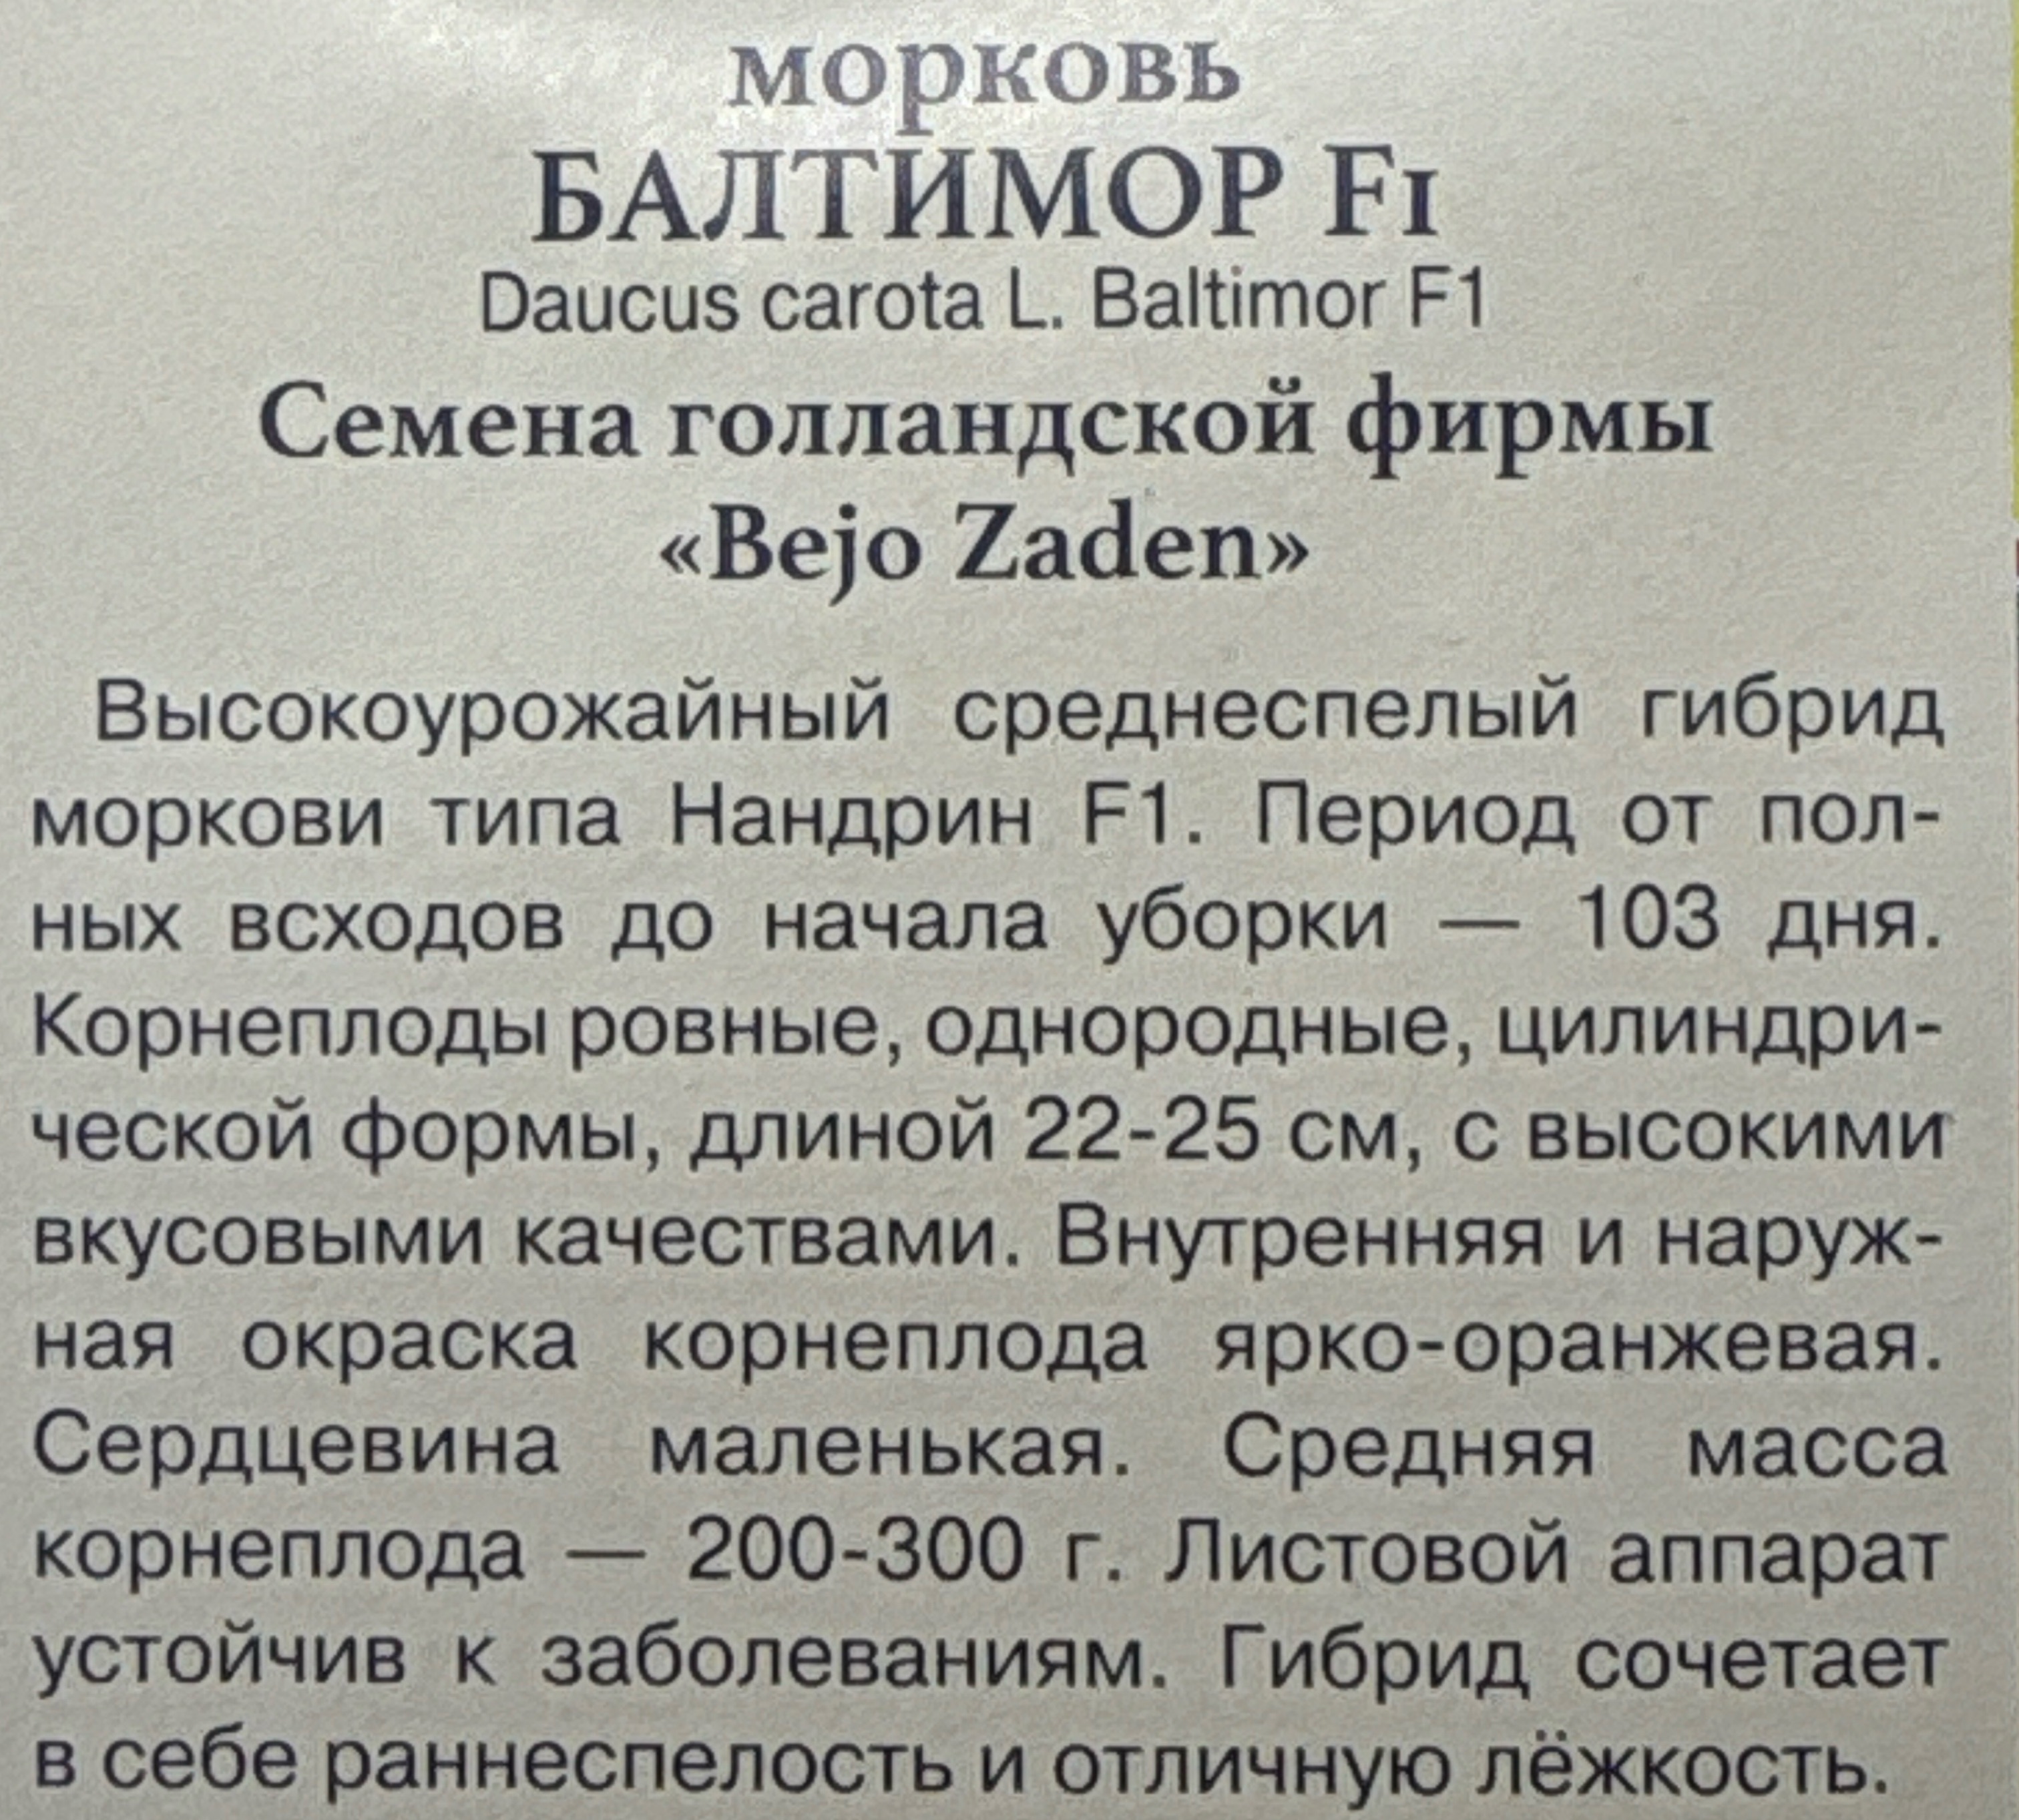 морковь
БАЛТИМОР F1
Daucus carota L. Baltimor F1
Семена голландской фирмы
«Bejo Zaden»
Высокоурожайный среднеспелый гибрид
моркови типа Нандрин F1. Период от пол-
ных всходов до начала уборки — 103 дня.
Корнеплоды ровные, однородные, цилиндри-
ческой формы, длиной 22-25 см, с высокими
вкусовыми качествами. Внутренняя и наруж-
ная окраска корнеплода ярко-оранжевая.
Сердцевина маленькая. Средняя масса
корнеплода — 200-300 г. Листовой аппарат
устойчив к заболеваниям. Гибрид сочетает
в себе раннеспелость и отличную лёжкость.